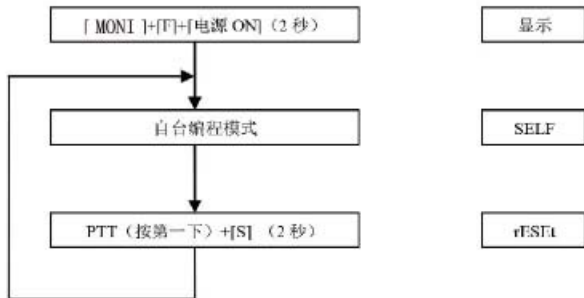 「MONI」+「F」+「电源 ON」(2 秒)
显示
自台编程模式
SELF
PTT(按第一下)+「S」(2 秒)
rESEt